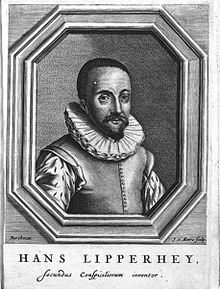 HANS LIPPERHEY,
secundus Conspiciliorum inventor.